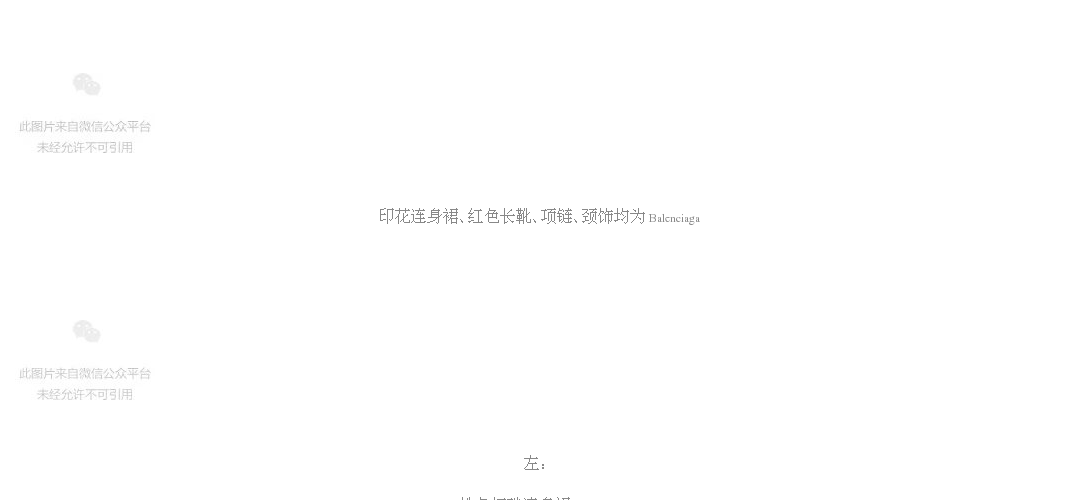 此图片来自微信公众平台
未经允许不可引用
印花连身裙、红色长靴、项链、颈饰均为 Balenciaga
此图片来自微信公众平台
未经允许不可引用
左：